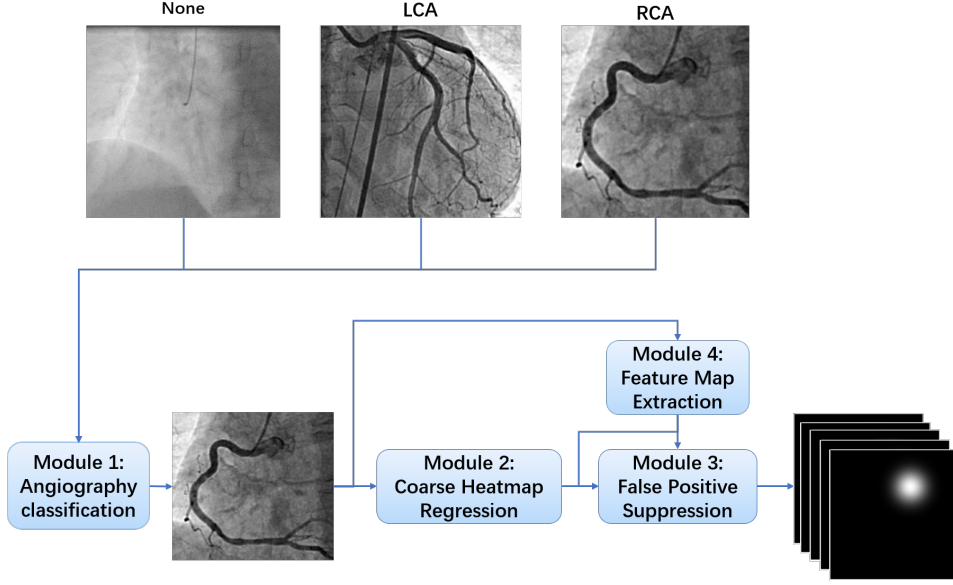 None
LCA
RCA
Module 4:
Feature Map
Extraction
Module 1:
Angiography
classification
Module 2:
Coarse Heatmap
Regression
Module 3:
False Positive
Suppression